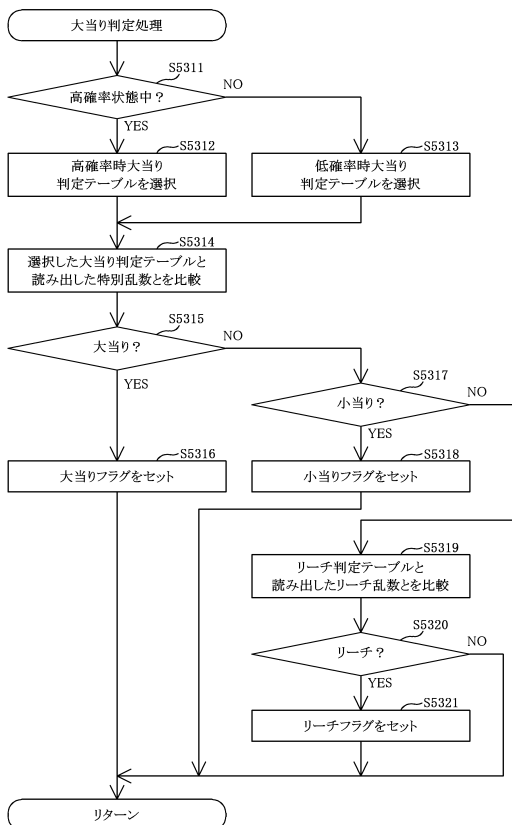 大当り判定処理
S5311
高確率状態中？
NO
YES
S5312
高確率時大当り
判定テーブルを選択
S5313
低確率時大当り
判定テーブルを選択
S5314
選択した大当り判定テーブルと
読み出した特別乱数とを比較
S5315
大当り？
NO
YES
S5317
小当り？
NO
YES
S5316
大当りフラグをセット
S5318
小当りフラグをセット
S5319
リーチ判定テーブルと
読み出したリーチ乱数とを比較
S5320
リーチ？
NO
YES
S5321
リーチフラグをセット
リターン